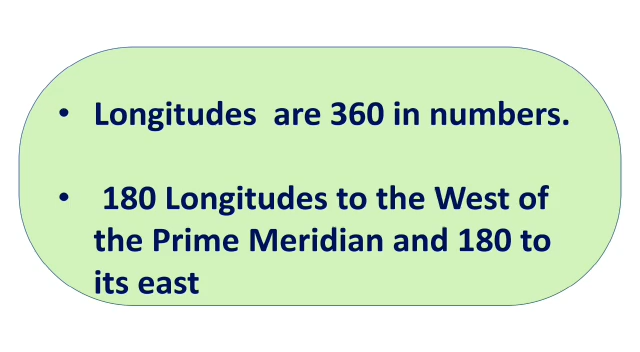 • Longitudes  are 360 in numbers.
•  180 Longitudes to the West of
the Prime Meridian and 180 to
its east